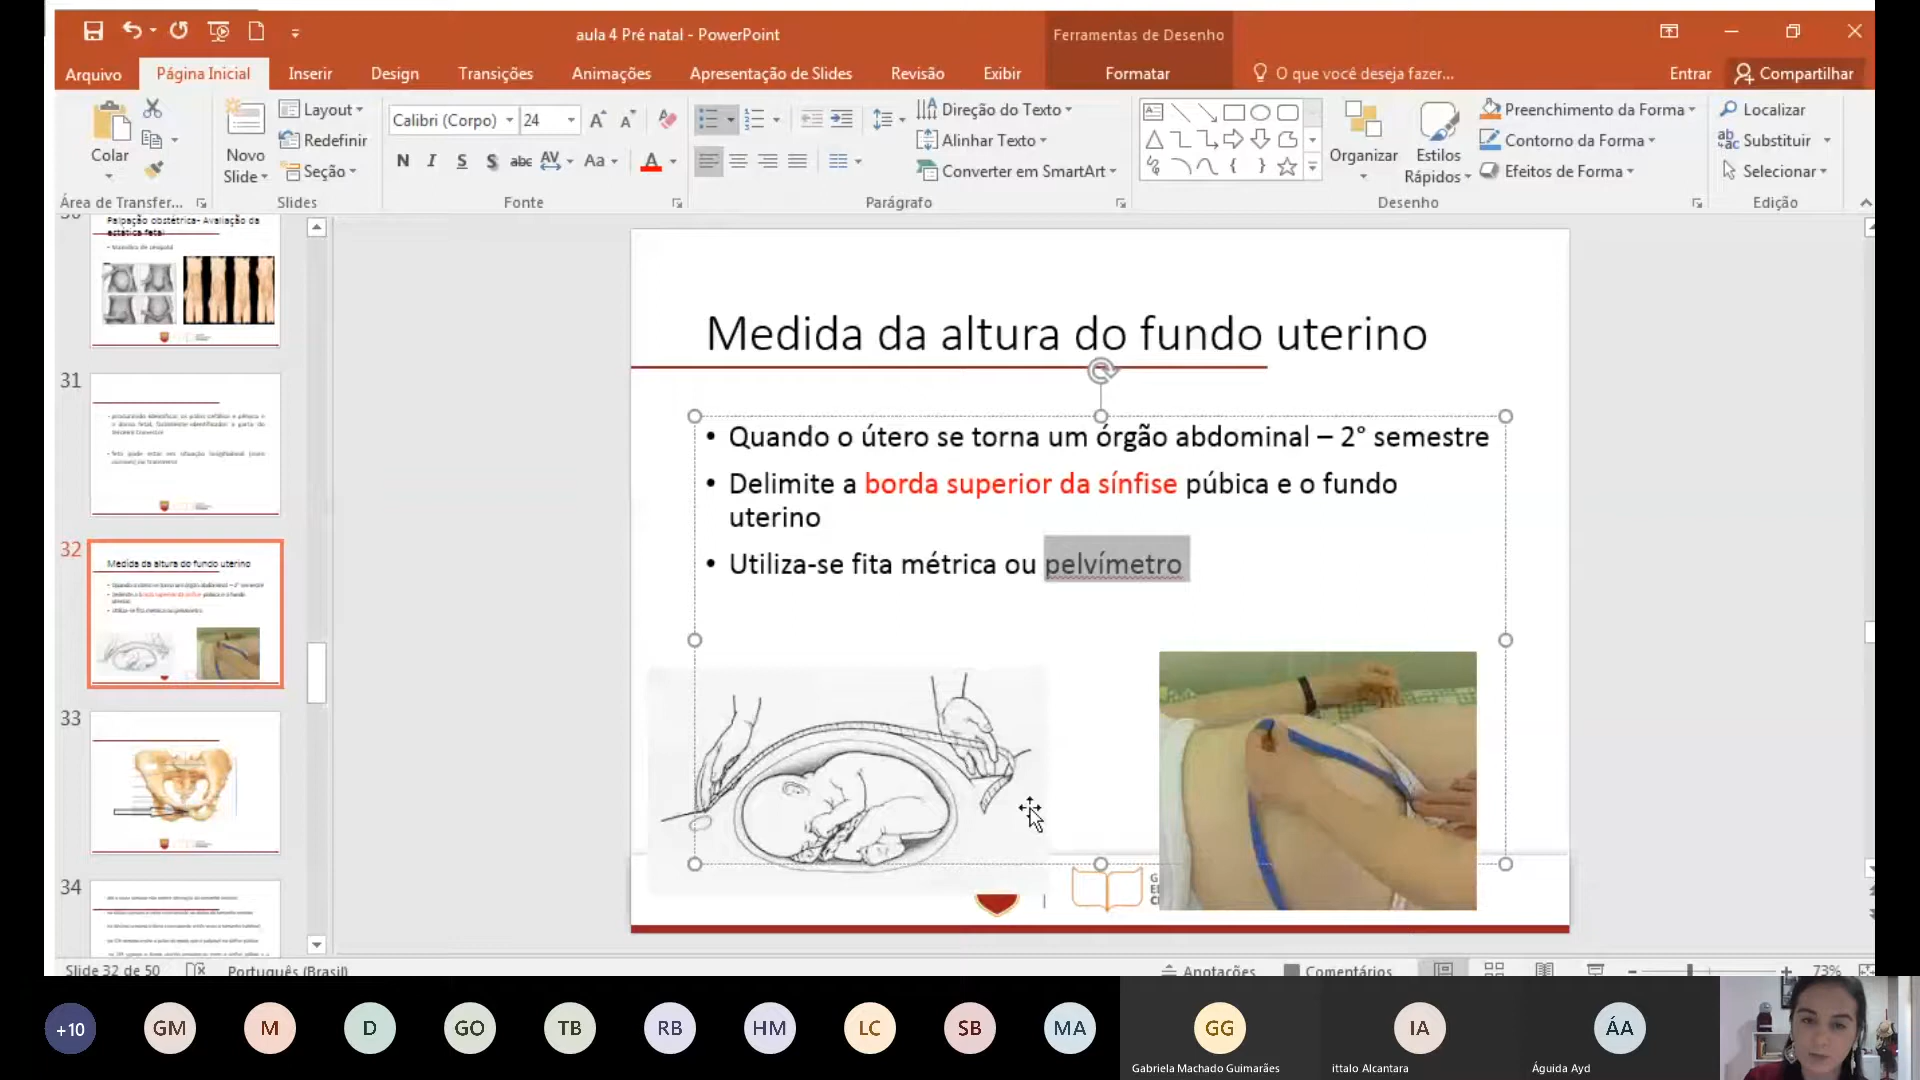 aula 4 Pré natal - PowerPoint
Ferramentas de Desenho
Arquivo
Página Inicial
Inserir
Design
Transições
Animações
Apresentação de Slides
Revisão
Exibir
Formatar
O que você deseja fazer...
Entrar
Compartilhar
Colar
Novo
Slide
Layout
Redefinir
Seção
Calibri (Corpo)
24
N I S S abc AV Aa A
Direção do Texto
Alinhar Texto
Converter em SmartArt
Organizar
Estilos
Rápidos
Preenchimento da Forma
Contorno da Forma
Efeitos de Forma
Localizar
Substituir
Selecionar
Área de Transfer...
Slides
Fonte
Parágrafo
Desenho
Edição
Palpação obstétrica- Avaliação da
estática fetal
31
32
Medida da altura do fundo uterino
33
34
Medida da altura do fundo uterino
• Quando o útero se torna um órgão abdominal – 2° semestre
• Delimite a borda superior da sínfise púbica e o fundo
uterino
• Utiliza-se fita métrica ou pelvímetro
Slide 32 de 50
Português (Brasil)
Anotações
Comentários
73%
+10
GM
M
D
GO
TB
RB
HM
LC
SB
MA
GG
IA
ÁA
Gabriela Machado Guimarães
ittalo Alcantara
Águida Ayd